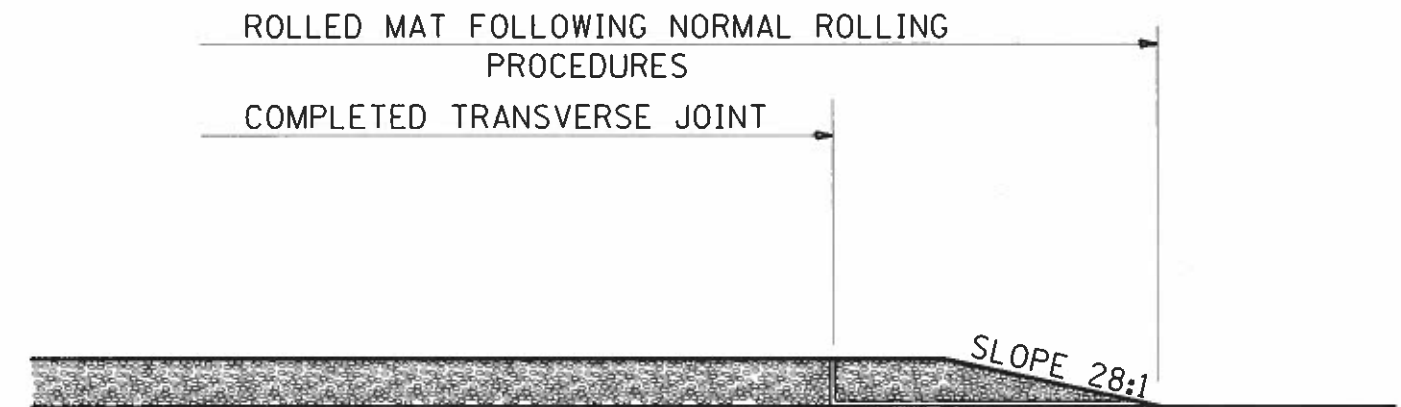 ROLLED MAT FOLLOWING NORMAL ROLLING
PROCEDURES
COMPLETED TRANSVERSE JOINT
SLOPE 28:1